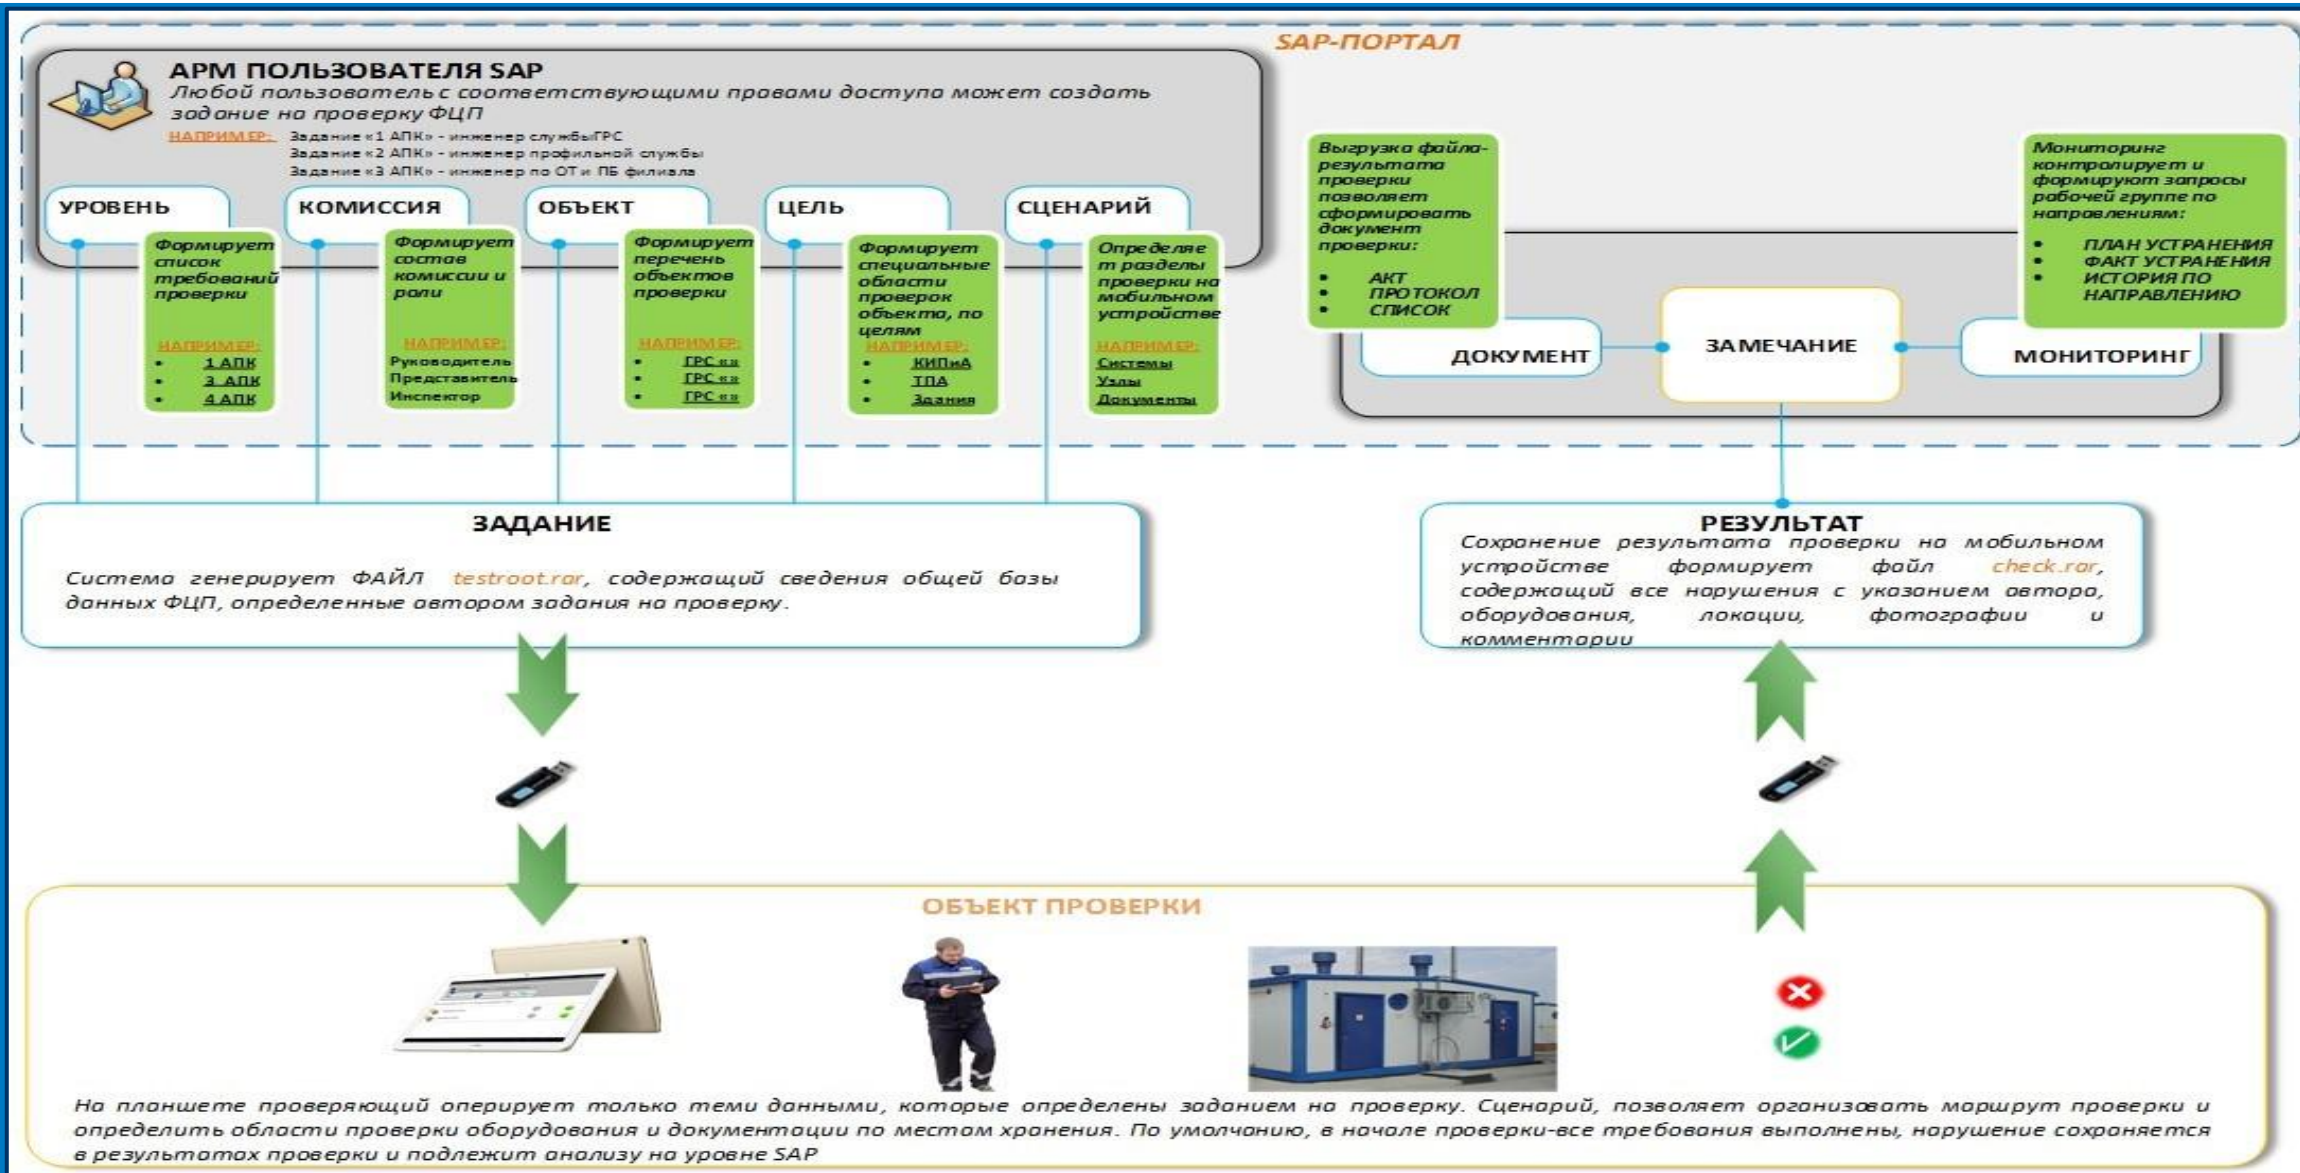 SAP-ПОРТАЛ
АРМ ПОЛЬЗОВАТЕЛЯ SAP
Любой пользователь с соответствующими правами доступа может создать
задание на проверку ФЦП
НАПРИМЕР:
Задание «1 АПК» - инженер службыГРС
Задание «2 АПК» - инженер профильной службы
Задание «3 АПК» - инженер по ОТ и ПБ филиала
УРОВЕНЬ
Формирует
список
требований
проверки
НАПРИМЕР:
• 1 АПК
• 3 АПК
• 4 АПК
КОМИССИЯ
Формирует
состав
комиссии и
роли
НАПРИМЕР:
Руководитель
Представитель
Инспектор
ОБЪЕКТ
Формирует
перечень
объектов
проверки
НАПРИМЕР:
• ГРС «»
• ГРС «»
• ГРС «»
ЦЕЛЬ
Формирует
специальные
области
проверок
объекта, по
целям
НАПРИМЕР:
• КИПиА
• ТПА
• Здания
СЦЕНАРИЙ
Определяе
т разделы
проверки на
мобильном
устройстве
НАПРИМЕР:
Системы
Узлы
Документы
Выгрузка файла-
результата
проверки
позволяет
сформировать
документ
проверки:
• АКТ
• ПРОТОКОЛ
• СПИСОК
ДОКУМЕНТ
ЗАМЕЧАНИЕ
Мониторинг
контролирует и
формируют запросы
рабочей группе по
направлениям:
• ПЛАН УСТРАНЕНИЯ
• ФАКТ УСТРАНЕНИЯ
• ИСТОРИЯ ПО
НАПРАВЛЕНИЮ
МОНИТОРИНГ
ЗАДАНИЕ
Система генерирует ФАЙЛ testroot.rar, содержащий сведения общей базы
данных ФЦП, определенные автором задания на проверку.
РЕЗУЛЬТАТ
Сохранение результата проверки на мобильном
устройстве формирует файл check.rar,
содержащий все нарушения с указанием автора,
оборудования, локации, фотографии и
комментарии
ОБЪЕКТ ПРОВЕРКИ
На планшете проверяющий оперирует только теми данными, которые определены заданием на проверку. Сценарий, позволяет организовать маршрут проверки и
определить области проверки оборудования и документации по местам хранения. По умолчанию, в начале проверки-все требования выполнены, нарушение сохраняется
в результатах проверки и подлежит анализу на уровне SAP